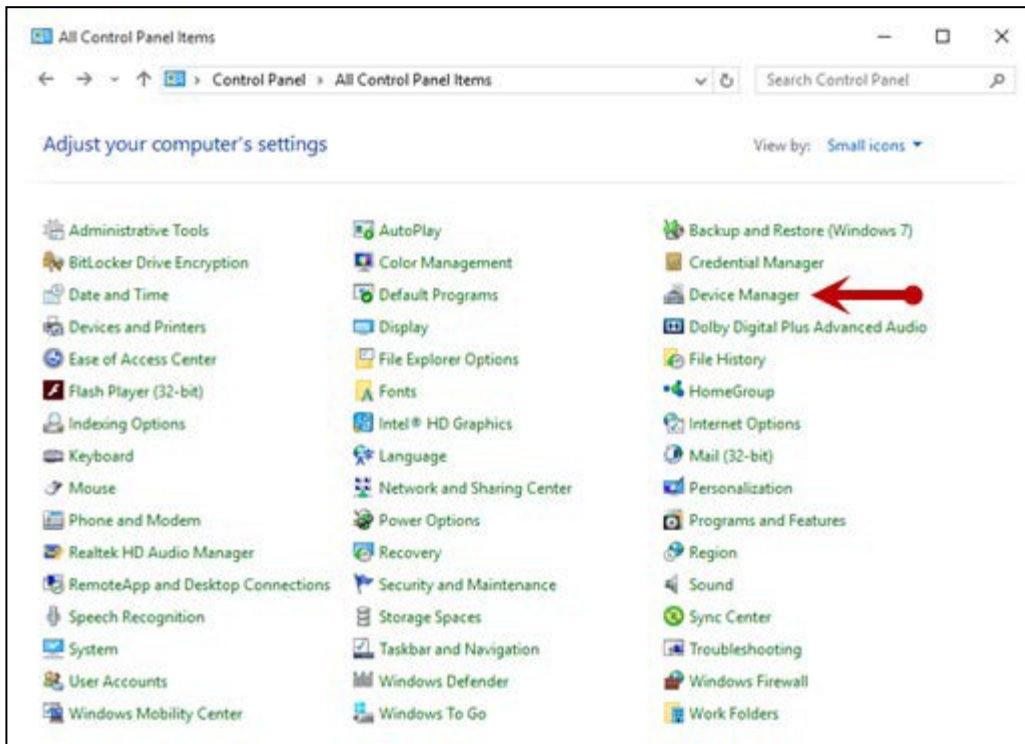 All Control Panel Items
Control Panel > All Control Panel Items
Search Control Panel
Adjust your computer's settings
View by: Small icons
Administrative Tools AutoPlay Backup and Restore (Windows 7)
BitLocker Drive Encryption Color Management Credential Manager
Date and Time Default Programs Device Manager
Devices and Printers Display Dolby Digital Plus Advanced Audio
Ease of Access Center File Explorer Options File History
Flash Player (32-bit) Fonts HomeGroup
Indexing Options Intel® HD Graphics Internet Options
Keyboard Language Mail (32-bit)
Mouse Network and Sharing Center Personalization
Phone and Modem Power Options Programs and Features
Realtek HD Audio Manager Recovery Region
RemoteApp and Desktop Connections Security and Maintenance Sound
Speech Recognition Storage Spaces Sync Center
System Taskbar and Navigation Troubleshooting
User Accounts Windows Defender Windows Firewall
Windows Mobility Center Windows To Go Work Folders